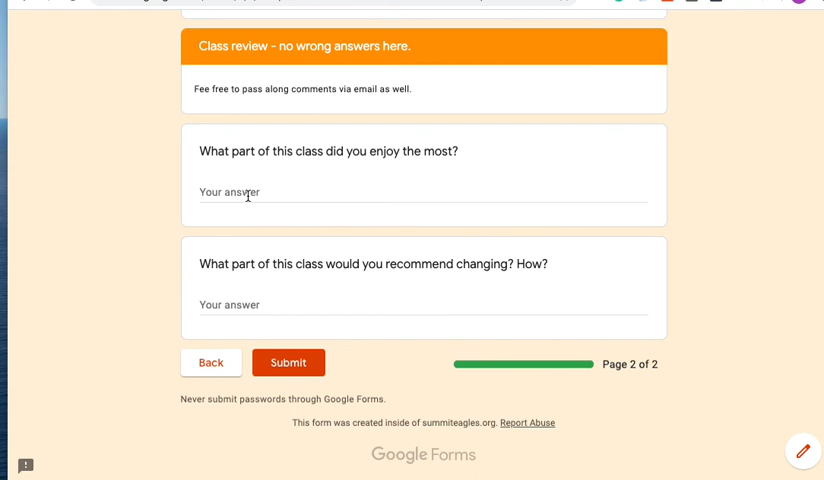 Class review - no wrong answers here.
Fee free to pass along comments via email as well.
What part of this class did you enjoy the most?
Your answer
What part of this class would you recommend changing? How?
Your answer
Back
Submit
Page 2 of 2
Never submit passwords through Google Forms.
This form was created inside of summiteagles.org. Report Abuse
Google Forms